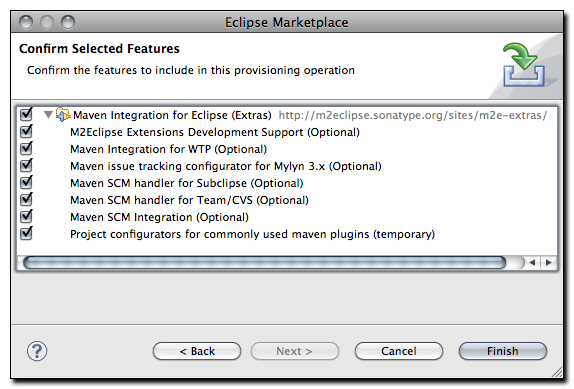 Eclipse Marketplace
Confirm Selected Features
Confirm the features to include in this provisioning operation
Maven Integration for Eclipse (Extras) http://m2eclipse.sonatype.org/sites/m2e-extras/
M2Eclipse Extensions Development Support (Optional)
Maven Integration for WTP (Optional)
Maven issue tracking configurator for Mylyn 3.x (Optional)
Maven SCM handler for Subclipse (Optional)
Maven SCM handler for Team/CVS (Optional)
Maven SCM Integration (Optional)
Project configurators for commonly used maven plugins (temporary)
? < Back Next > Cancel Finish